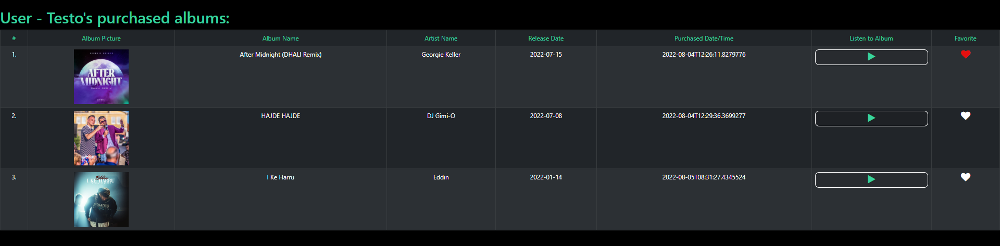 User - Testo's purchased albums:
# Album Picture Album Name Artist Name Release Date Purchased Date/Time Listen to Album Favorite
1. After Midnight (DHALI Remix) Georgie Keller 2022-07-15 2022-08-04T12:26:11.8279776
GEORGIE KELLER
AFTER
MIDNIGHT
DHALI REMIX
2. HAJDE HAJDE DJ Gimi-O 2022-07-08 2022-08-04T12:29:36.3699277
3. I Ke Harru Eddin 2022-01-14 2022-08-05T08:31:27.4345524
Eddin
I KE HARRU